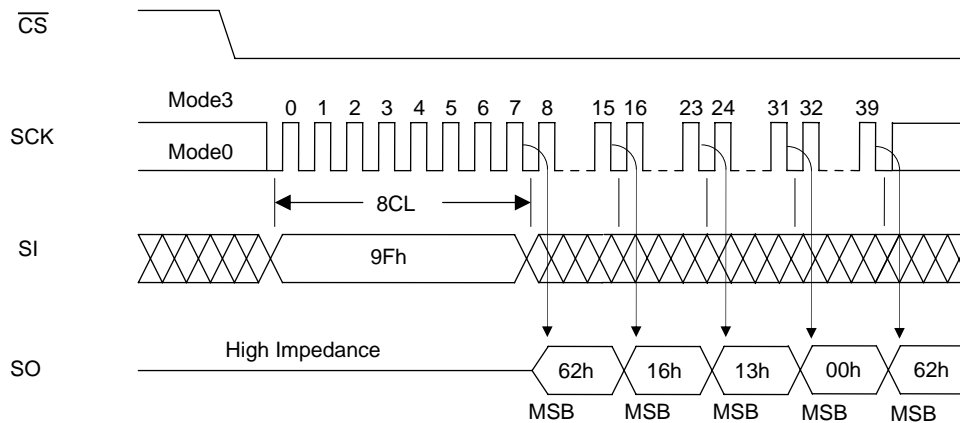 CS
Mode3
0 1 2 3 4 5 6 7 8 15 16 23 24 31 32 39
SCK
Mode0
8CL
SI
9Fh
High Impedance
SO
62h 16h 13h 00h 62h
MSB MSB MSB MSB MSB